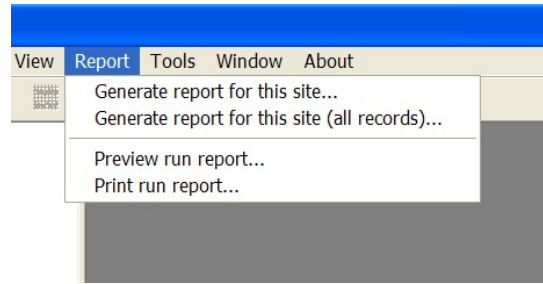 View Report Tools Window About
Generate report for this site...
Generate report for this site (all records)...
Preview run report...
Print run report...